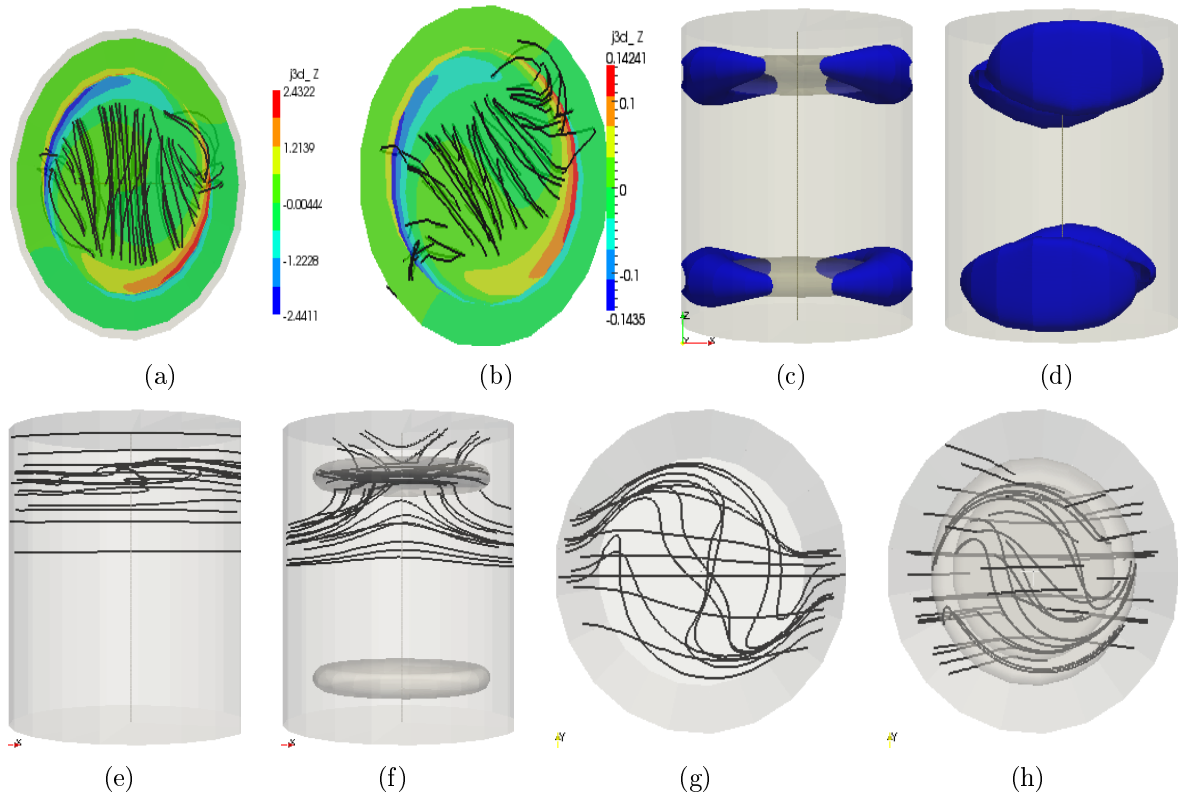 j3d_Z
2.4322
1.2139
-0.00444
-1.2228
-2.4411
j3d_Z
0.14241
0.1
0
-0.1
-0.1435
Z
Y
X
(a)
(b)
(c)
(d)
X
X
Y
Y
(e)
(f)
(g)
(h)